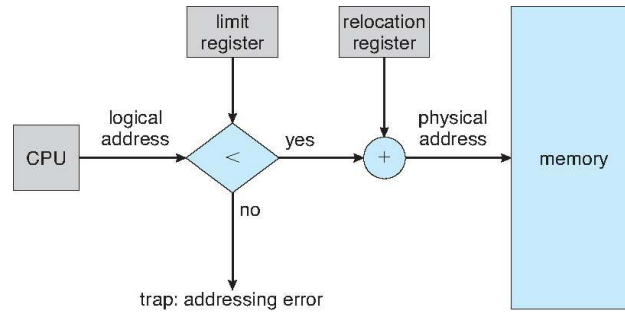 limit
register
relocation
register
logical
address
physical
address
CPU
<
yes
+
memory
no
trap: addressing error